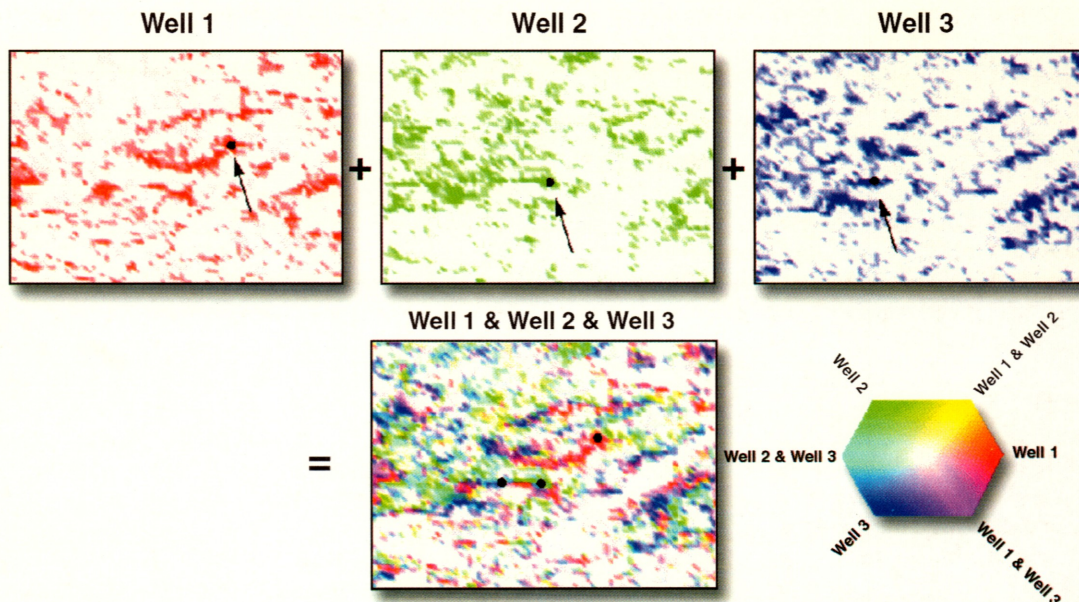 Well 1
Well 2
Well 3
+
+
Well 1 & Well 2 & Well 3
=
Well 2
Well 1 & Well 2
Well 2 & Well 3
Well 1
Well 3
Well 1 & Well 3